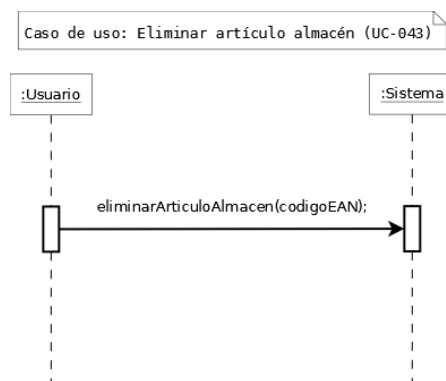 Caso de uso: Eliminar artículo almacén (UC-043)
:Usuario
:Sistema
eliminarArticuloAlmacen(codigoEAN);